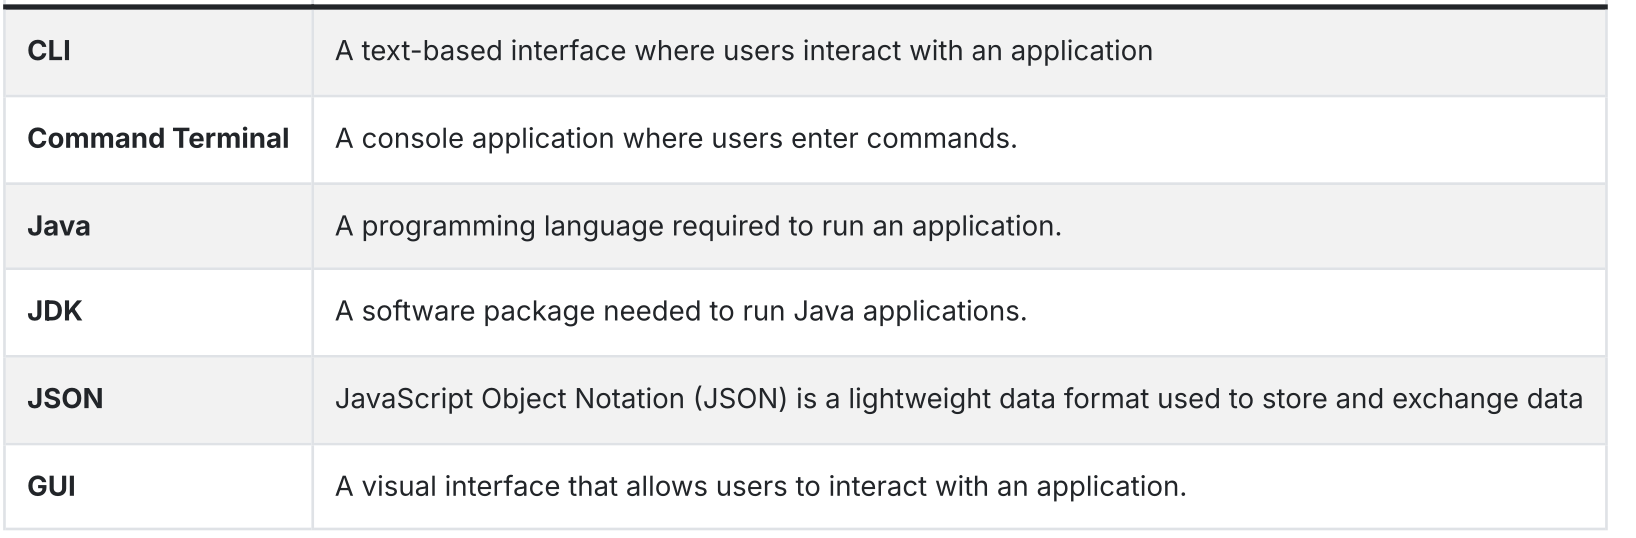 CLI A text-based interface where users interact with an application
Command Terminal A console application where users enter commands.
Java A programming language required to run an application.
JDK A software package needed to run Java applications.
JSON JavaScript Object Notation (JSON) is a lightweight data format used to store and exchange data
GUI A visual interface that allows users to interact with an application.